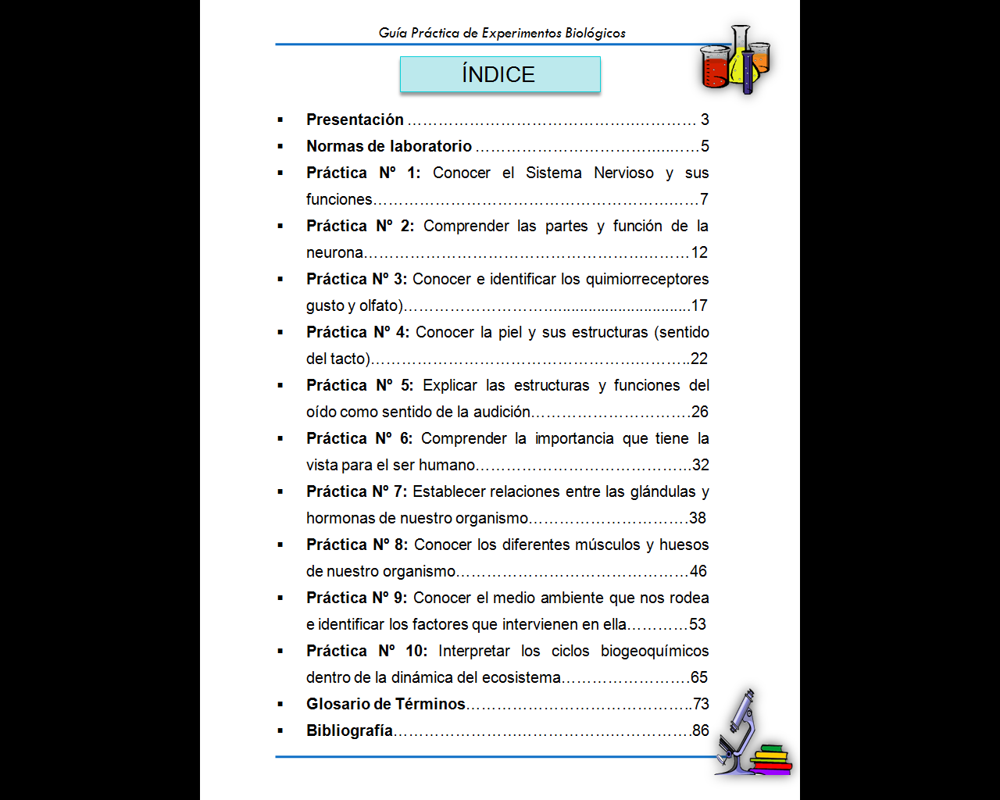 Guía Práctica de Experimentos Biológicos
ÍNDICE
▪ Presentación ……………………………………..………… 3
▪ Normas de laboratorio …………………………….…..……5
▪ Práctica Nº 1: Conocer el Sistema Nervioso y sus
funciones………………………………………………….……7
▪ Práctica Nº 2: Comprender las partes y función de la
neurona…………………………………………….………12
▪ Práctica Nº 3: Conocer e identificar los quimiorreceptores
gusto y olfato)………………………...............................17
▪ Práctica Nº 4: Conocer la piel y sus estructuras (sentido
del tacto)…………………………………………….………..22
▪ Práctica Nº 5: Explicar las estructuras y funciones del
oído como sentido de la audición………………………….26
▪ Práctica Nº 6: Comprender la importancia que tiene la
vista para el ser humano……………………………………32
▪ Práctica Nº 7: Establecer relaciones entre las glándulas y
hormonas de nuestro organismo………………………….38
▪ Práctica Nº 8: Conocer los diferentes músculos y huesos
de nuestro organismo………………………………………46
▪ Práctica Nº 9: Conocer el medio ambiente que nos rodea
e identificar los factores que intervienen en ella…………53
▪ Práctica Nº 10: Interpretar los ciclos biogeoquímicos
dentro de la dinámica del ecosistema…………………….65
▪ Glosario de Términos……………………………………..73
▪ Bibliografía…………………….……………..…………….86